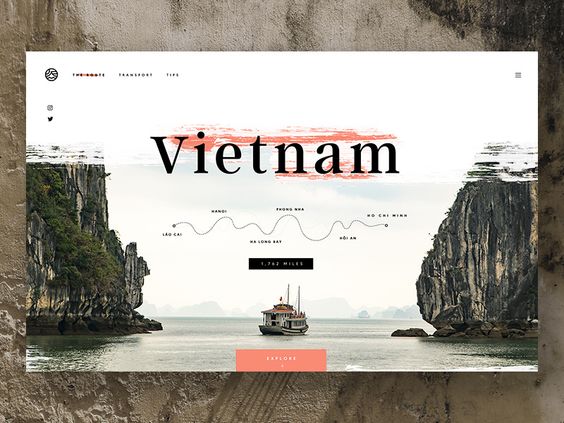 THE ROUTE TRANSPORT TIPS
Vietnam
PHONG NHA
HANOI
HO CHI MINH
LÀO CAI
HA LONG BAY
HỘI AN
1,762 MILES
EXPLORE